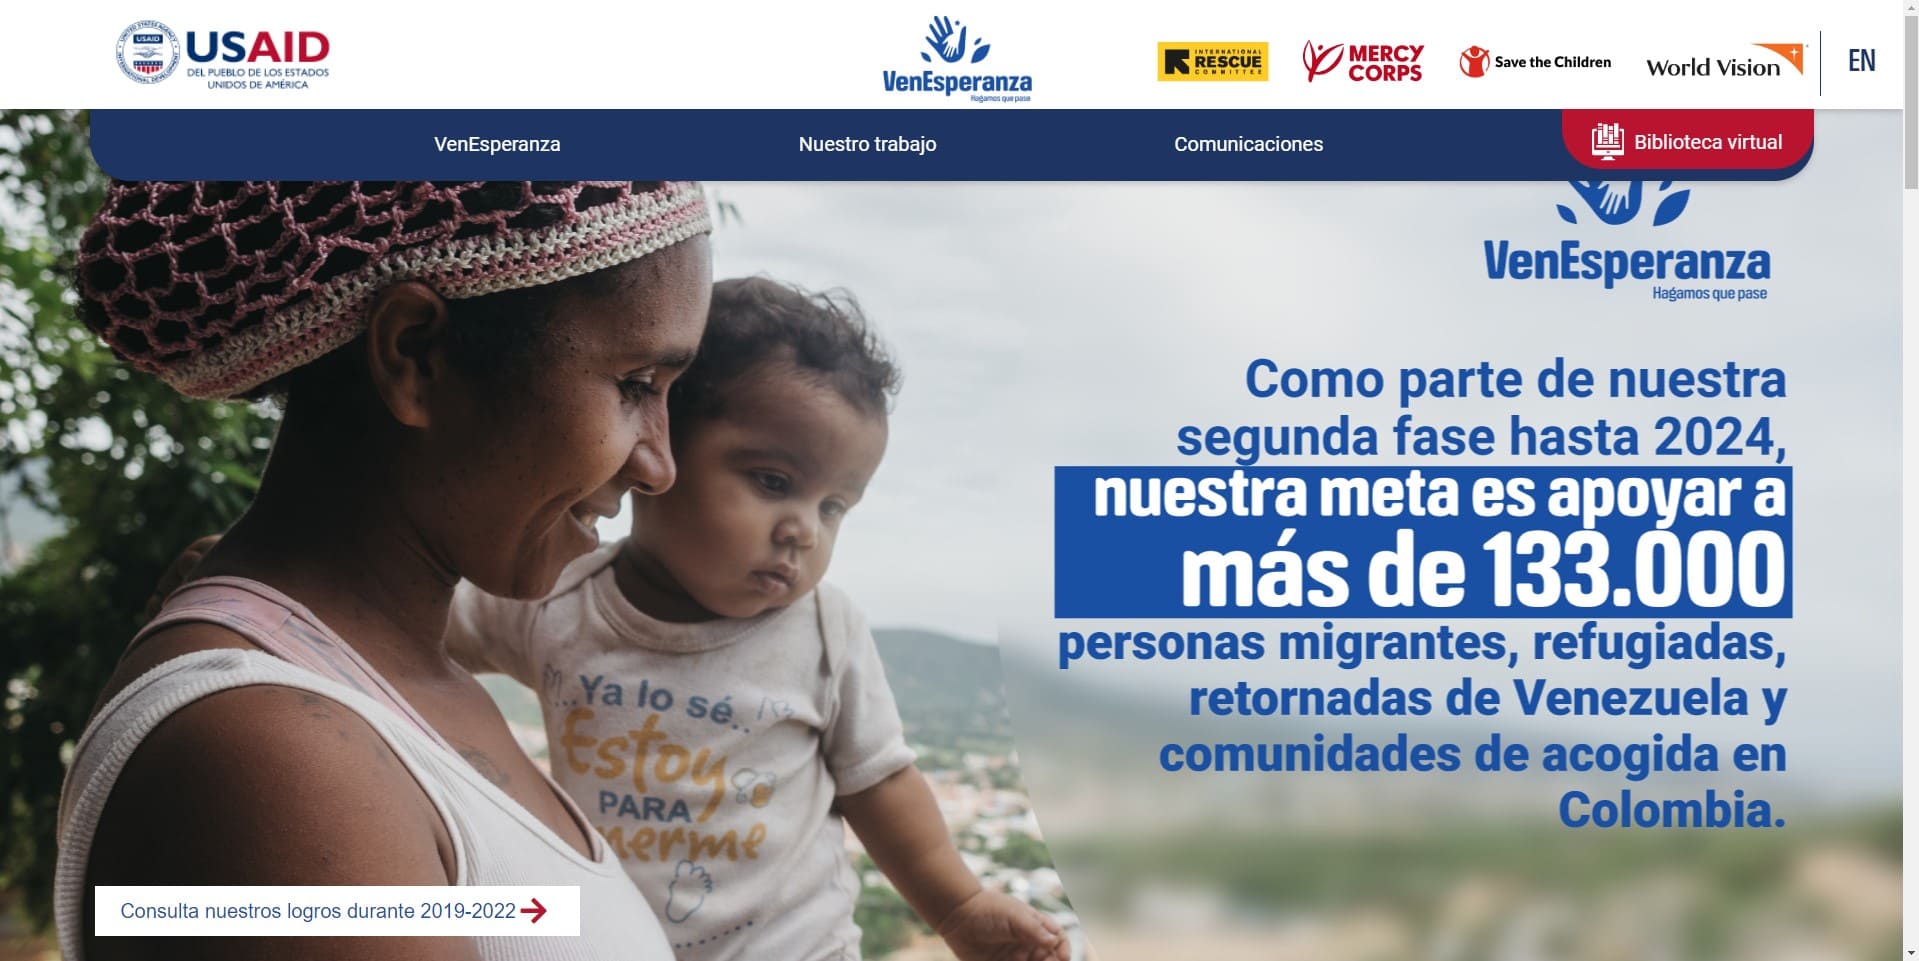 USAID
DEL PUEBLO DE LOS ESTADOS
UNIDOS DE AMÉRICA
VenEsperanza
Hagamos que pase
INTERNATIONAL
RESCUE
COMMITTEE
MERCY
CORPS
Save the Children
World Vision
EN
VenEsperanza
Nuestro trabajo
Comunicaciones
Biblioteca virtual
VenEsperanza
Hagamos que pase
Como parte de nuestra
segunda fase hasta 2024,
nuestra meta es apoyar a
más de 133.000
personas migrantes, refugiadas,
retornadas de Venezuela y
comunidades de acogida en
Colombia.
...Ya lo sé...
Estoy
PARA
Consulta nuestros logros durante 2019-2022